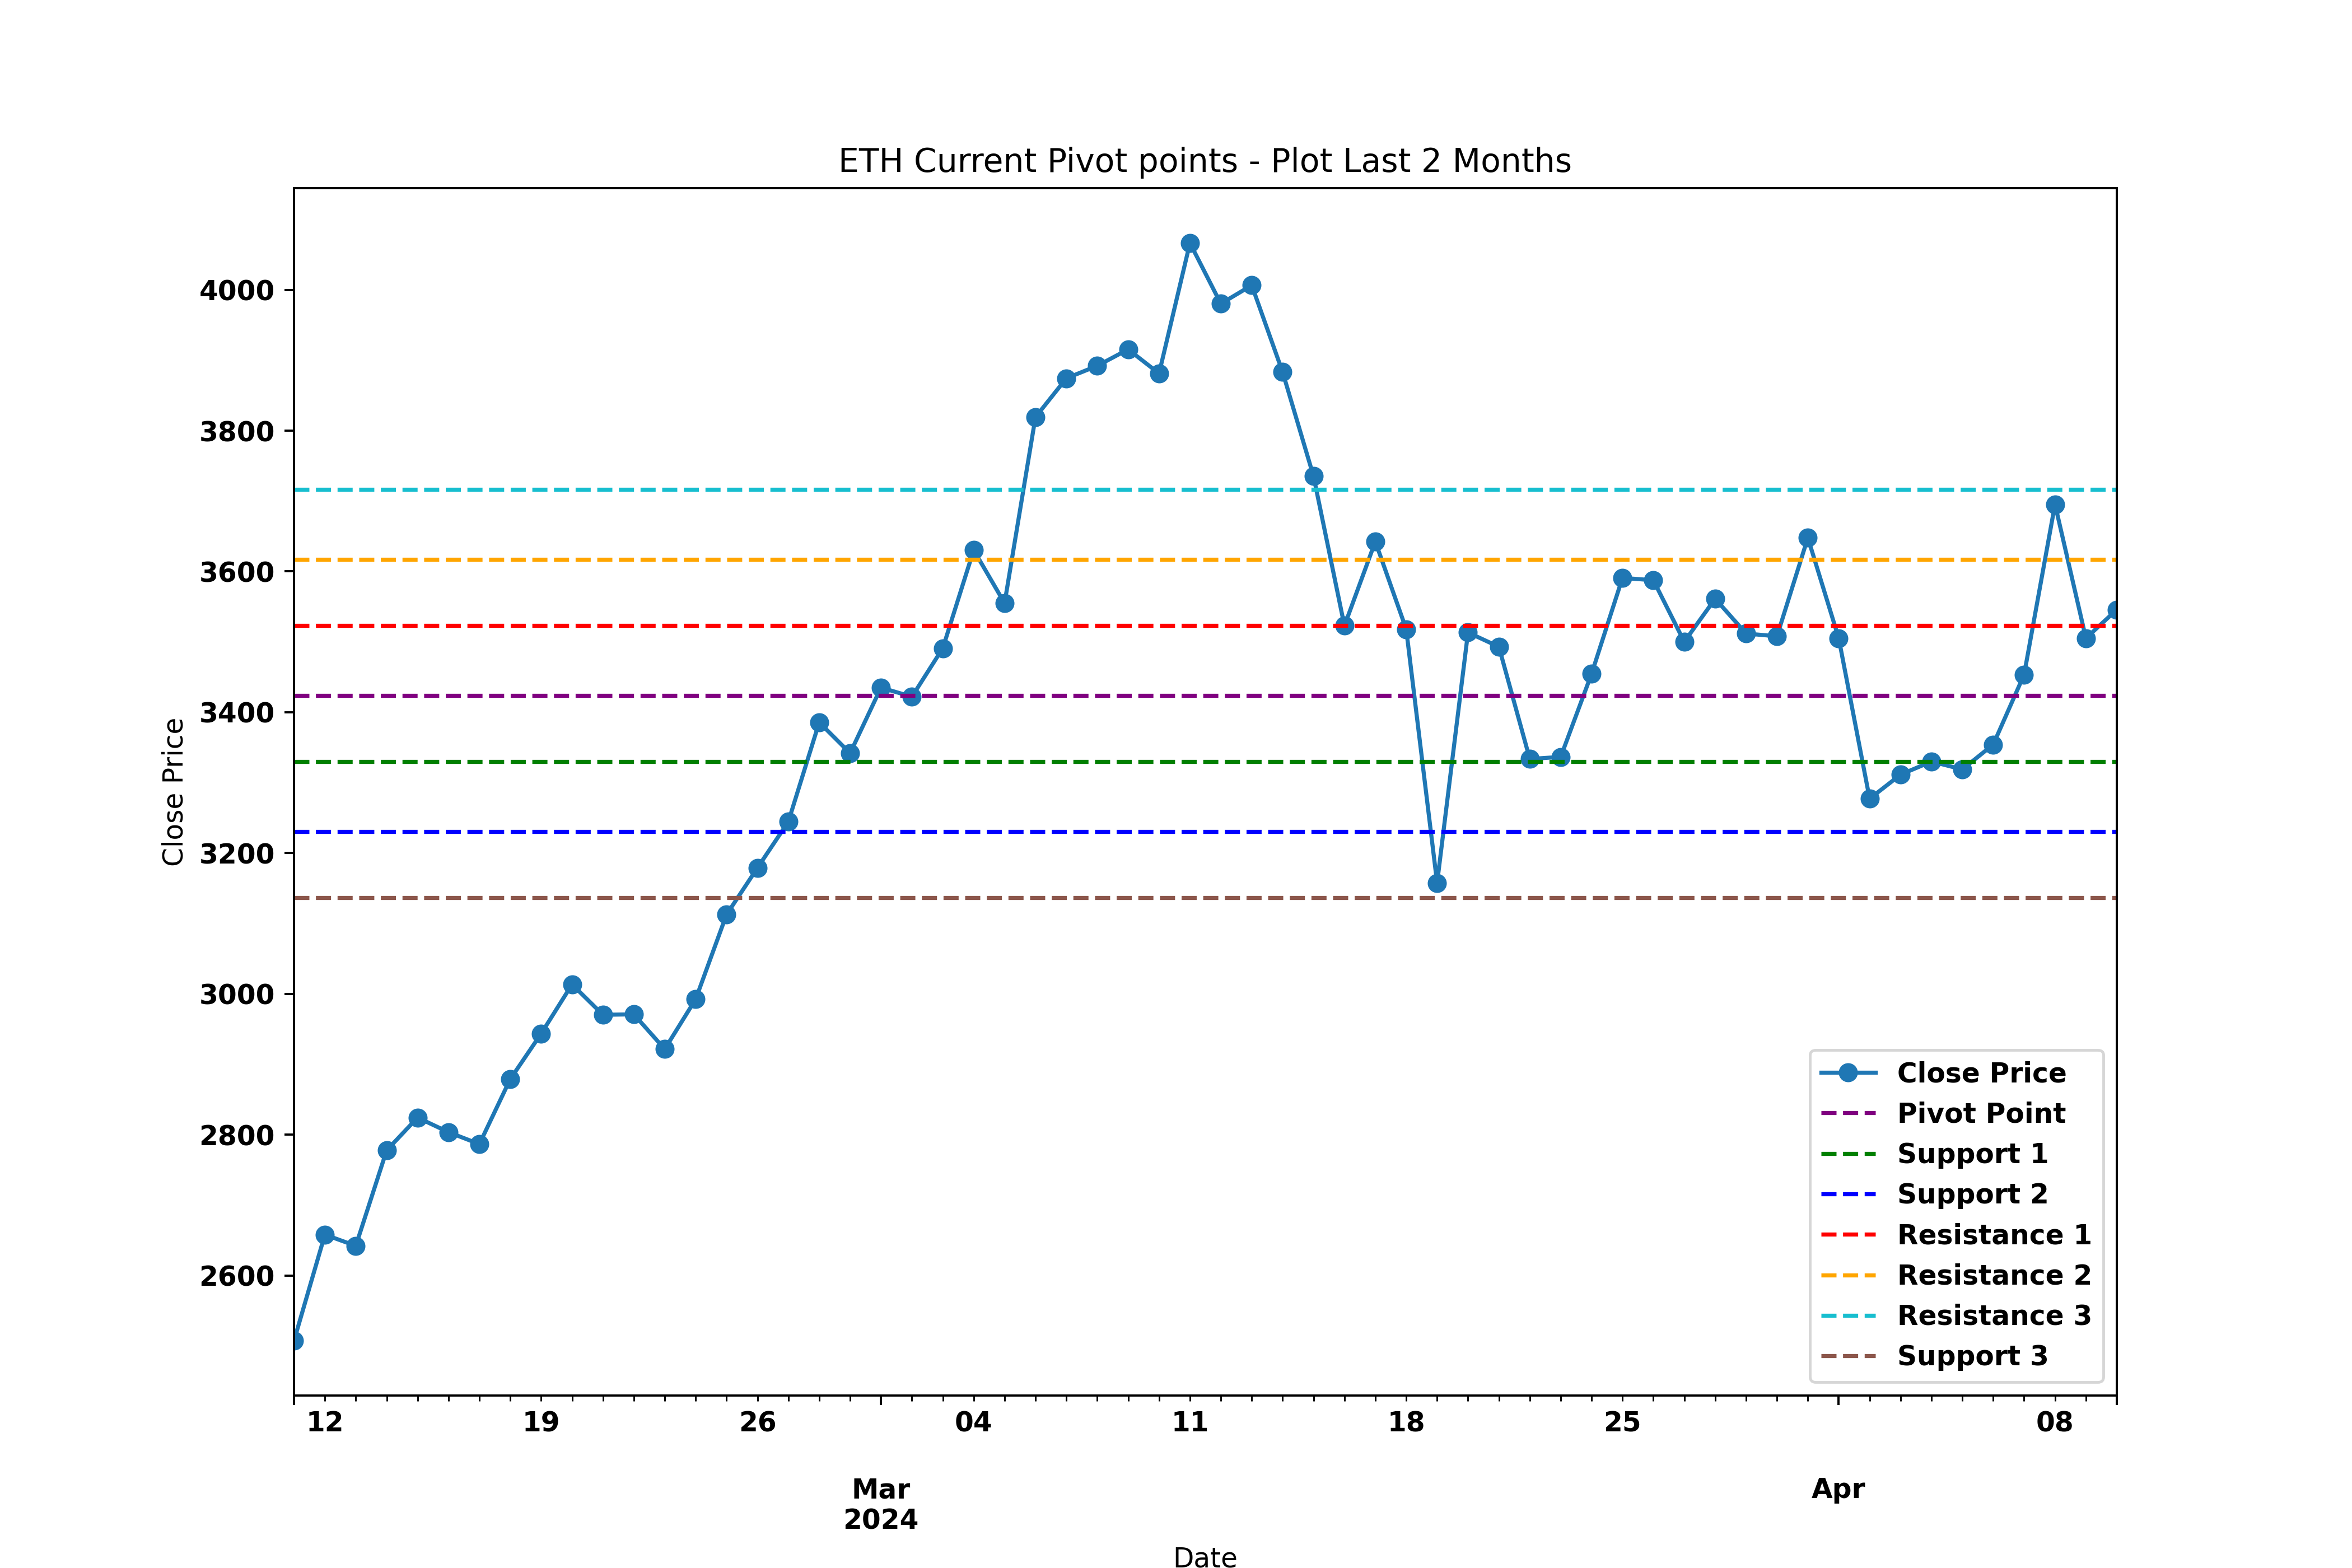 ETH Current Pivot points - Plot Last 2 Months
4000
3800
3600
3400
3200
3000
2800
2600
Close Price
Close Price
Pivot Point
Support 1
Support 2
Resistance 1
Resistance 2
Resistance 3
Support 3
12 19 26 04 11 18 25 08
Mar Apr
2024
Date